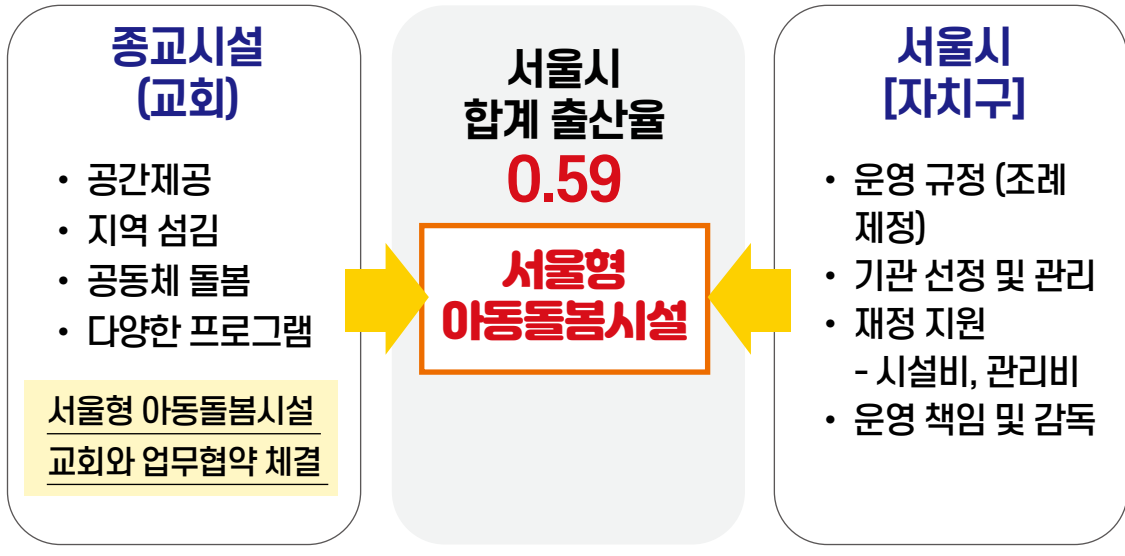 종교시설
(교회)
• 공간제공
• 지역 섬김
• 공동체 돌봄
• 다양한 프로그램
서울형 아동돌봄시설
교회와 업무협약 체결
서울시
합계 출산율
0.59
서울형
아동돌봄시설
서울시
[자치구]
• 운영 규정 (조례
제정)
• 기관 선정 및 관리
• 재정 지원
- 시설비, 관리비
• 운영 책임 및 감독